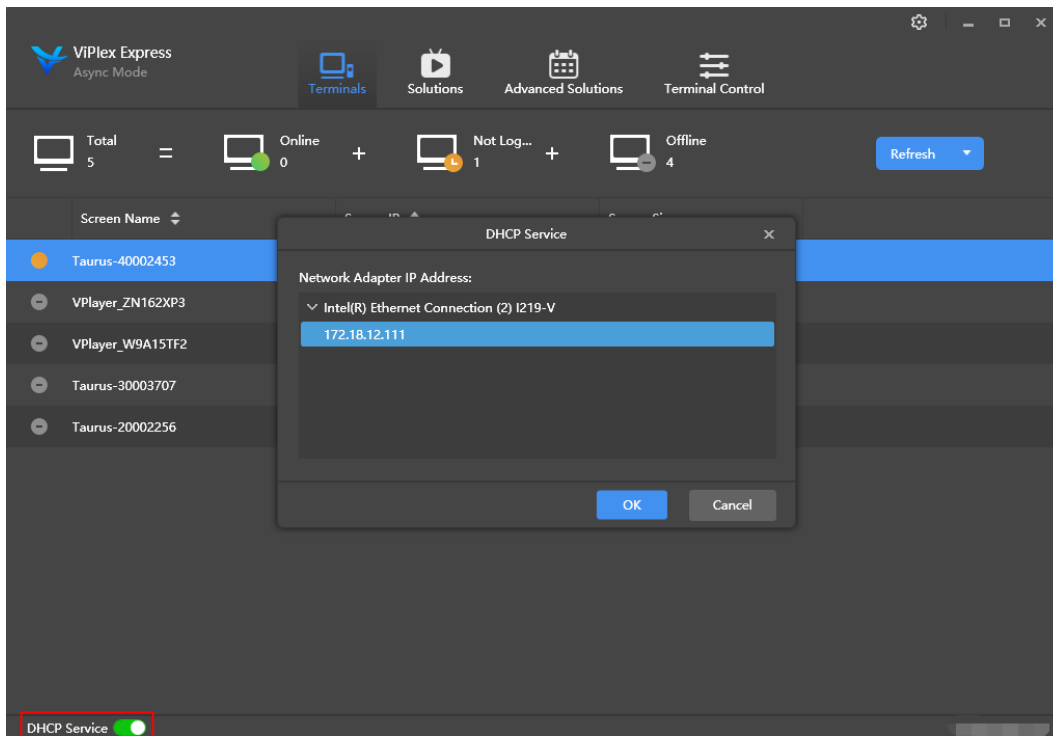 ViPlex Express
Async Mode
Terminals
Solutions
Advanced Solutions
Terminal Control
Total
5
=
Online
0
+
Not Log...
1
+
Offline
4
Refresh
Screen Name
DHCP Service
Network Adapter IP Address:
Intel(R) Ethernet Connection (2) I219-V
172.18.12.111
Taurus-40002453
VPlayer_ZN162XP3
VPlayer_W9A15TF2
Taurus-30003707
Taurus-20002256
OK
Cancel
DHCP Service